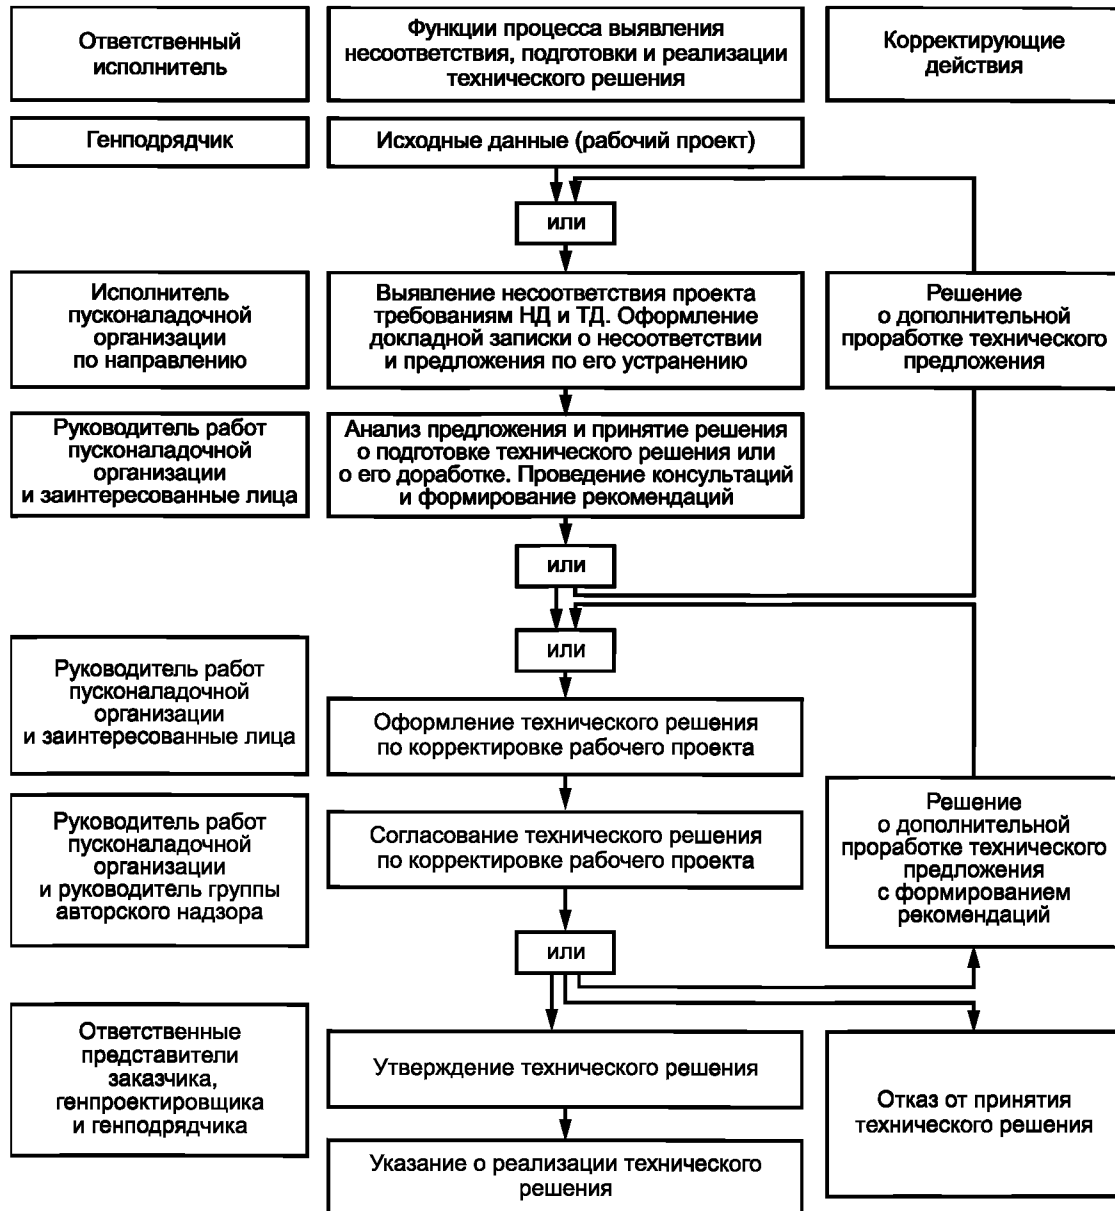 Ответственный
исполнитель
Функции процесса выявления
несоответствия, подготовки и реализации
технического решения
Корректирующие
действия
Генподрядчик
Исходные данные (рабочий проект)
или
Исполнитель
пусконаладочной
организации
по направлению
Выявление несоответствия проекта
требованиям НД и ТД. Оформление
докладной записки о несоответствии
и предложения по его устранению
Решение
о дополнительной
проработке технического
предложения
Руководитель работ
пусконаладочной
организации
и заинтересованные лица
Анализ предложения и принятие решения
о подготовке технического решения или
о его доработке. Проведение консультаций
и формирование рекомендаций
или
или
Руководитель работ
пусконаладочной
организации
и заинтересованные лица
Оформление технического решения
по корректировке рабочего проекта
Руководитель работ
пусконаладочной
организации
и руководитель группы
авторского надзора
Согласование технического решения
по корректировке рабочего проекта
Решение
о дополнительной
проработке технического
предложения
с формированием
рекомендаций
или
Ответственные
представители
заказчика,
генпроектировщика
и генподрядчика
Утверждение технического решения
Отказ от принятия
технического решения
Указание о реализации технического
решения